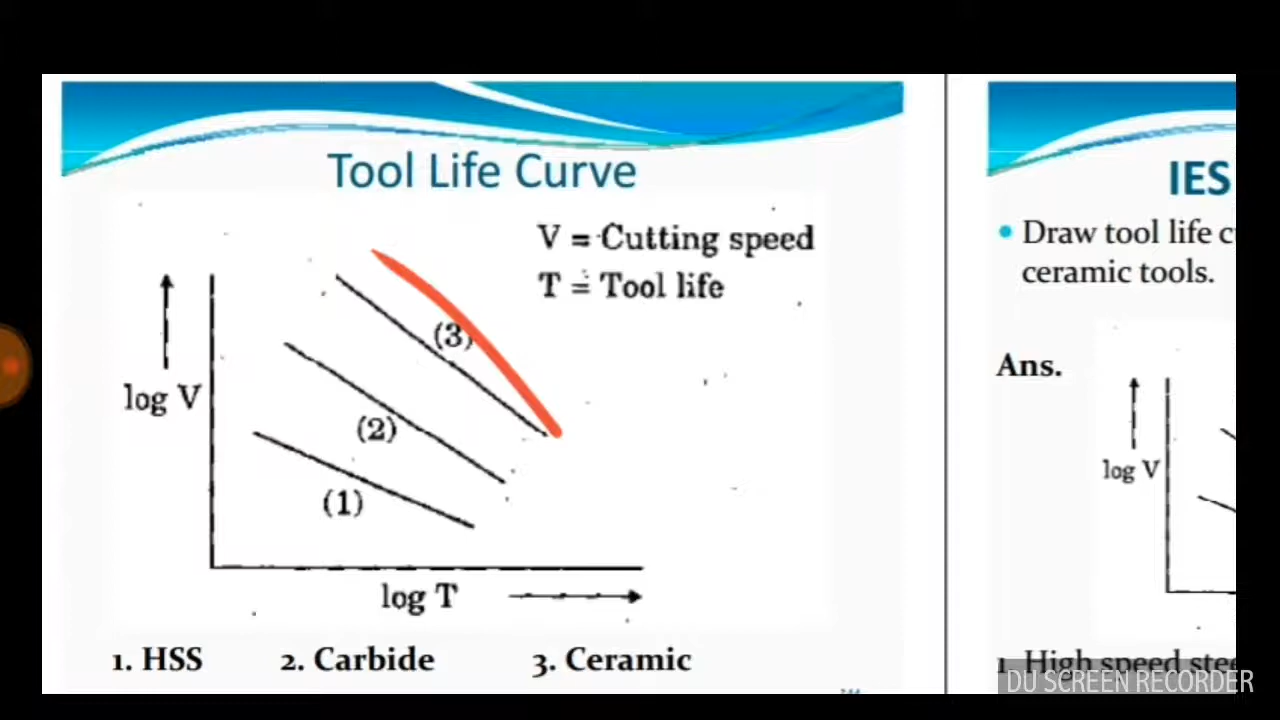 Tool Life Curve
V = Cutting speed
T = Tool life
(3)
(2)
(1)
log V
log T
1. HSS 2. Carbide 3. Ceramic
IES
• Draw tool life
ceramic tools.
Ans.
log V
1. High speed
DU SCREEN RECORDER